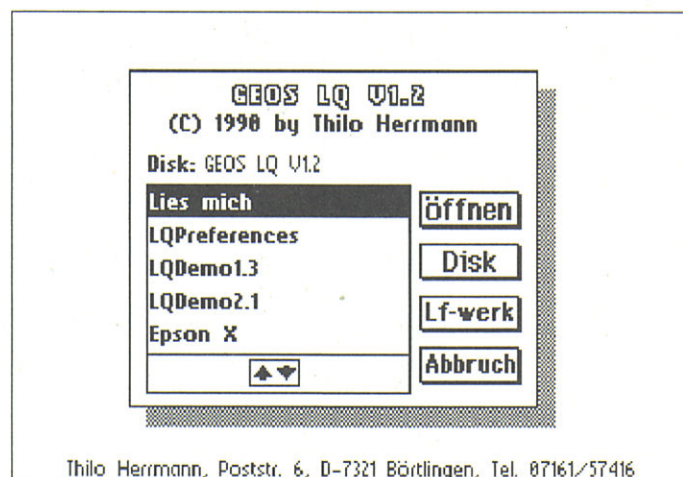 GEOS LQ V1.2
(C) 1990 by Thilo Herrmann
Disk: GEOS LQ V1.2
Lies mich
LQPreferences
LQDemo1.3
LQDemo2.1
Epson X
Öffnen
Disk
Lf-werk
Abbruch
Thilo Herrmann, Poststr. 6, D-7321 Börtlingen, Tel. 07161/57416